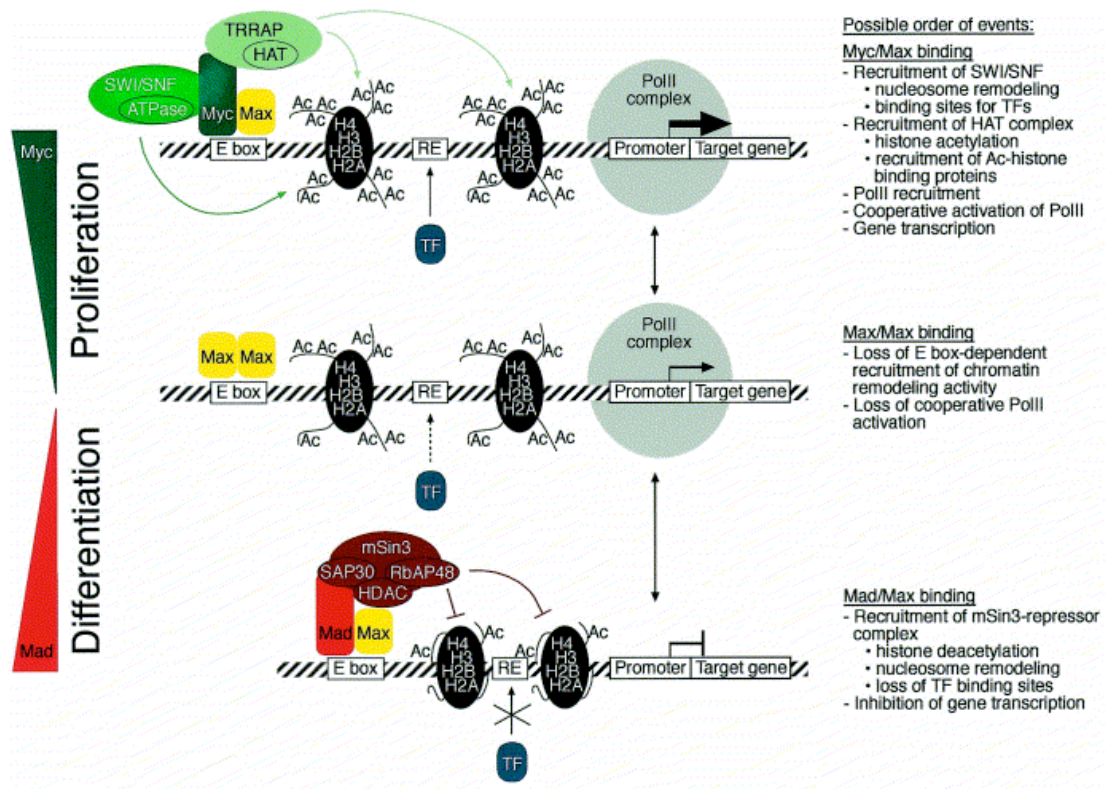 Possible order of events:
Myc/Max binding
- Recruitment of SWI/SNF
• nucleosome remodeling
• binding sites for TFs
- Recruitment of HAT complex
• histone acetylation
• recruitment of Ac-histone
binding proteins
- PolII recruitment
- Cooperative activation of PolII
- Gene transcription
TRRAP
HAT
SWI/SNF
ATPase
Myc
Max
E box
Ac Ac
Ac
Ac
Ac
H4
H3
H2B
H2A
Ac
Ac
Ac
Ac
RE
TF
Ac Ac
Ac
Ac
Ac
H4
H3
H2B
H2A
Ac
Ac
Ac
Ac
PolII
complex
Promoter
Target gene
Myc
Proliferation
Max/Max binding
- Loss of E box-dependent
recruitment of chromatin
remodeling activity
- Loss of cooperative PolII
activation
Max Max
E box
Ac Ac
Ac
Ac
H4
H3
H2B
H2A
Ac
Ac
Ac
RE
TF
Ac Ac
Ac
Ac
H4
H3
H2B
H2A
Ac
Ac
Ac
PolII
complex
Promoter
Target gene
Differentiation
Mad
Mad/Max binding
- Recruitment of mSin3-repressor
complex
• histone deacetylation
• nucleosome remodeling
• loss of TF binding sites
- Inhibition of gene transcription
mSin3
SAP30 RbAP48
HDAC
Mad
Max
E box
Ac
Ac
H4
H3
H2B
H2A
RE
TF
Ac
Ac
H4
H3
H2B
H2A
Promoter
Target gene